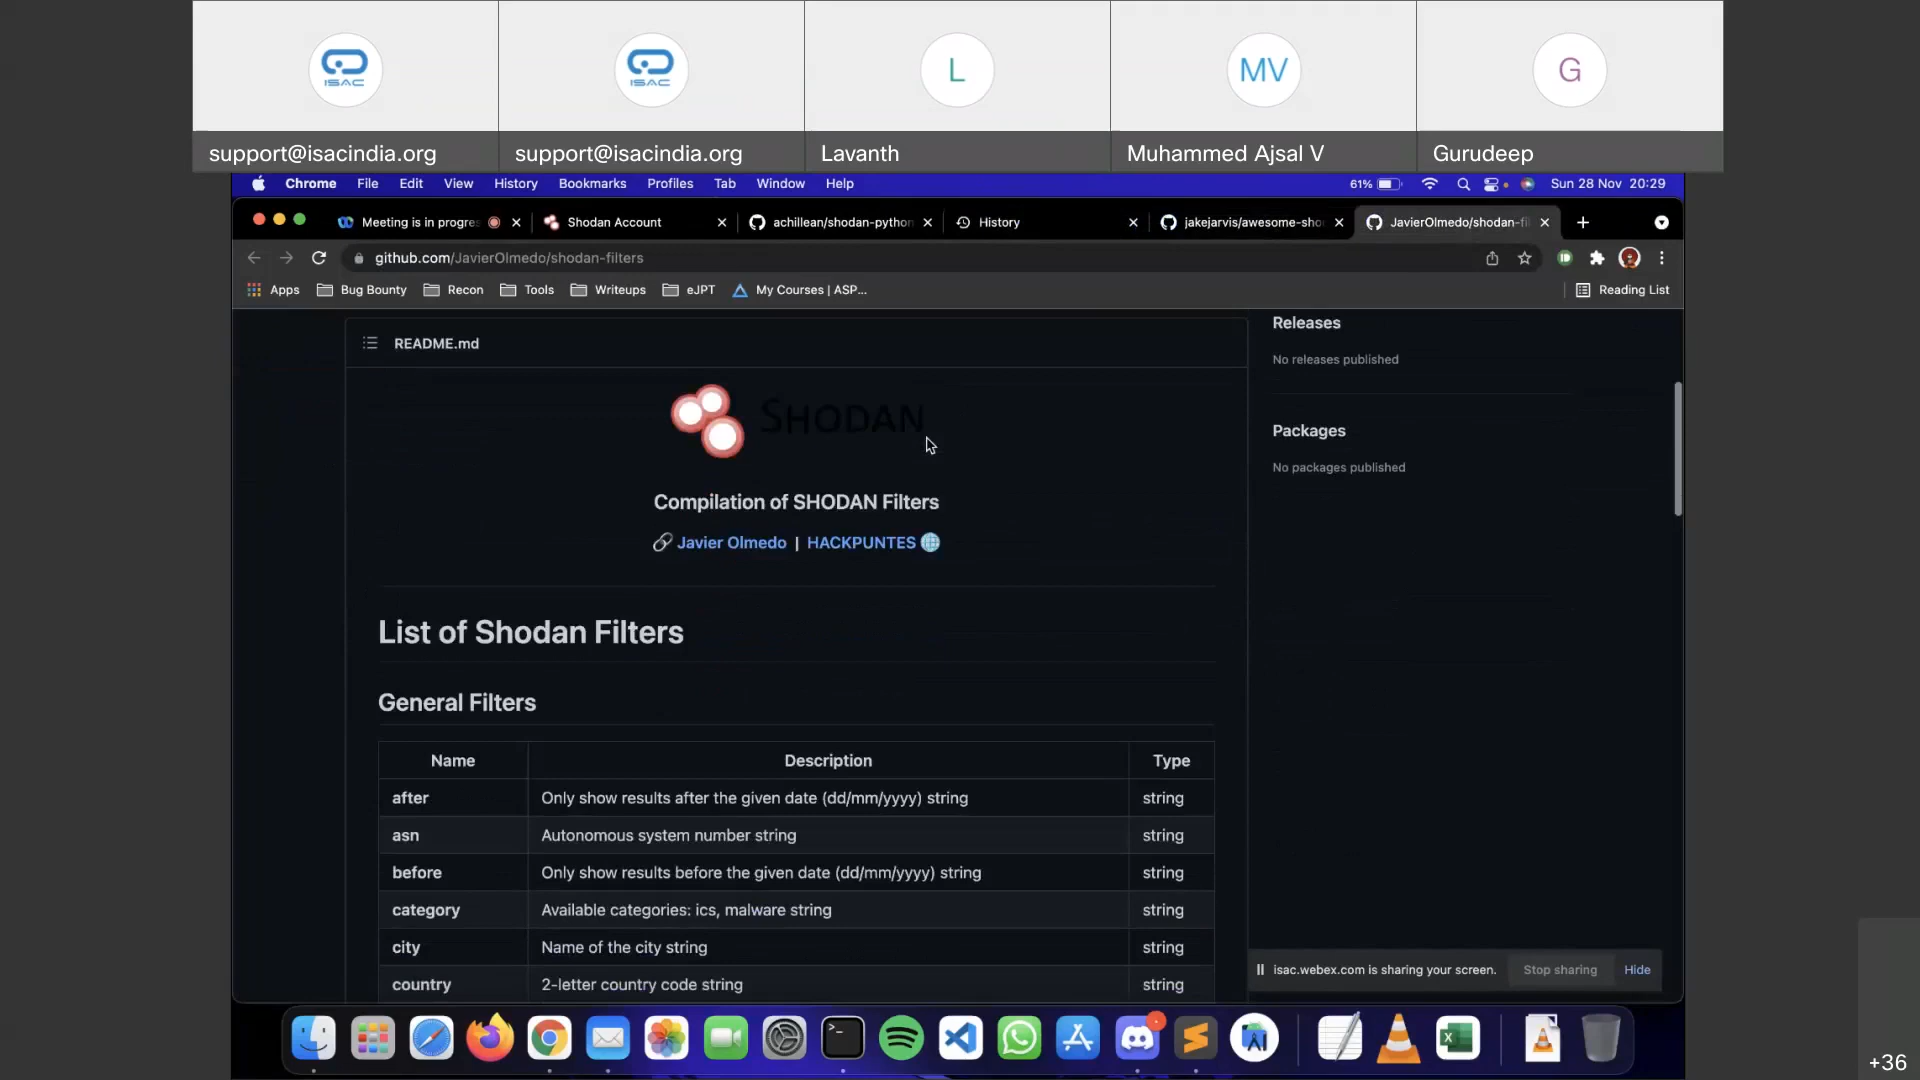 ISAC
ISAC
L
MV
G
support@isacindia.org
support@isacindia.org
Lavanth
Muhammed Ajsal V
Gurudeep
Chrome File Edit View History Bookmarks Profiles Tab Window Help
61% Sun 28 Nov 20:29
Meeting is in progres
Shodan Account
achillean/shodan-python
History
jakejarvis/awesome-sho
JavierOlmedo/shodan-fil
github.com/JavierOlmedo/shodan-filters
Apps Bug Bounty Recon Tools Writeups eJPT My Courses | ASP... Reading List
README.md
Releases
No releases published
Packages
No packages published
SHODAN
Compilation of SHODAN Filters
Javier Olmedo | HACKPUNTES
List of Shodan Filters
General Filters
Name Description Type
after Only show results after the given date (dd/mm/yyyy) string string
asn Autonomous system number string string
before Only show results before the given date (dd/mm/yyyy) string string
category Available categories: ics, malware string string
city Name of the city string string
country 2-letter country code string string
isac.webex.com is sharing your screen. Stop sharing Hide
+36